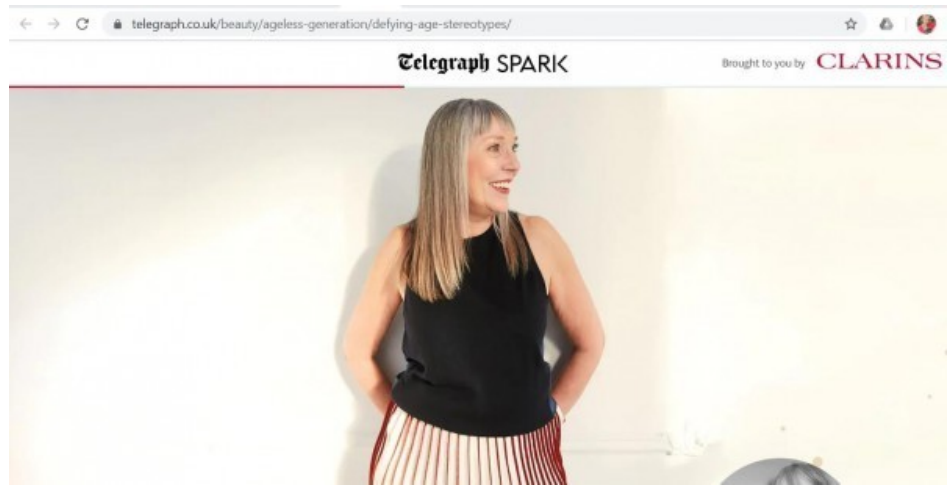 telegraph.co.uk/beauty/ageless-generation/defying-age-stereotypes/
Telegraph SPARK
Brought to you by CLARINS